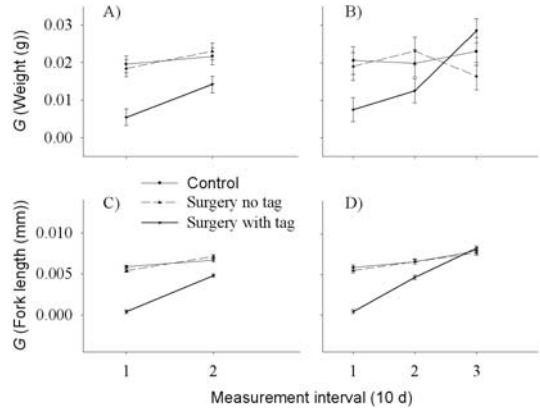 A)
B)
G (Weight (g))
0.03
0.02
0.01
0.00
C)
D)
Control
Surgery no tag
Surgery with tag
G (Fork length (mm))
0.010
0.005
0.000
1
2
1
2
3
Measurement interval (10 d)